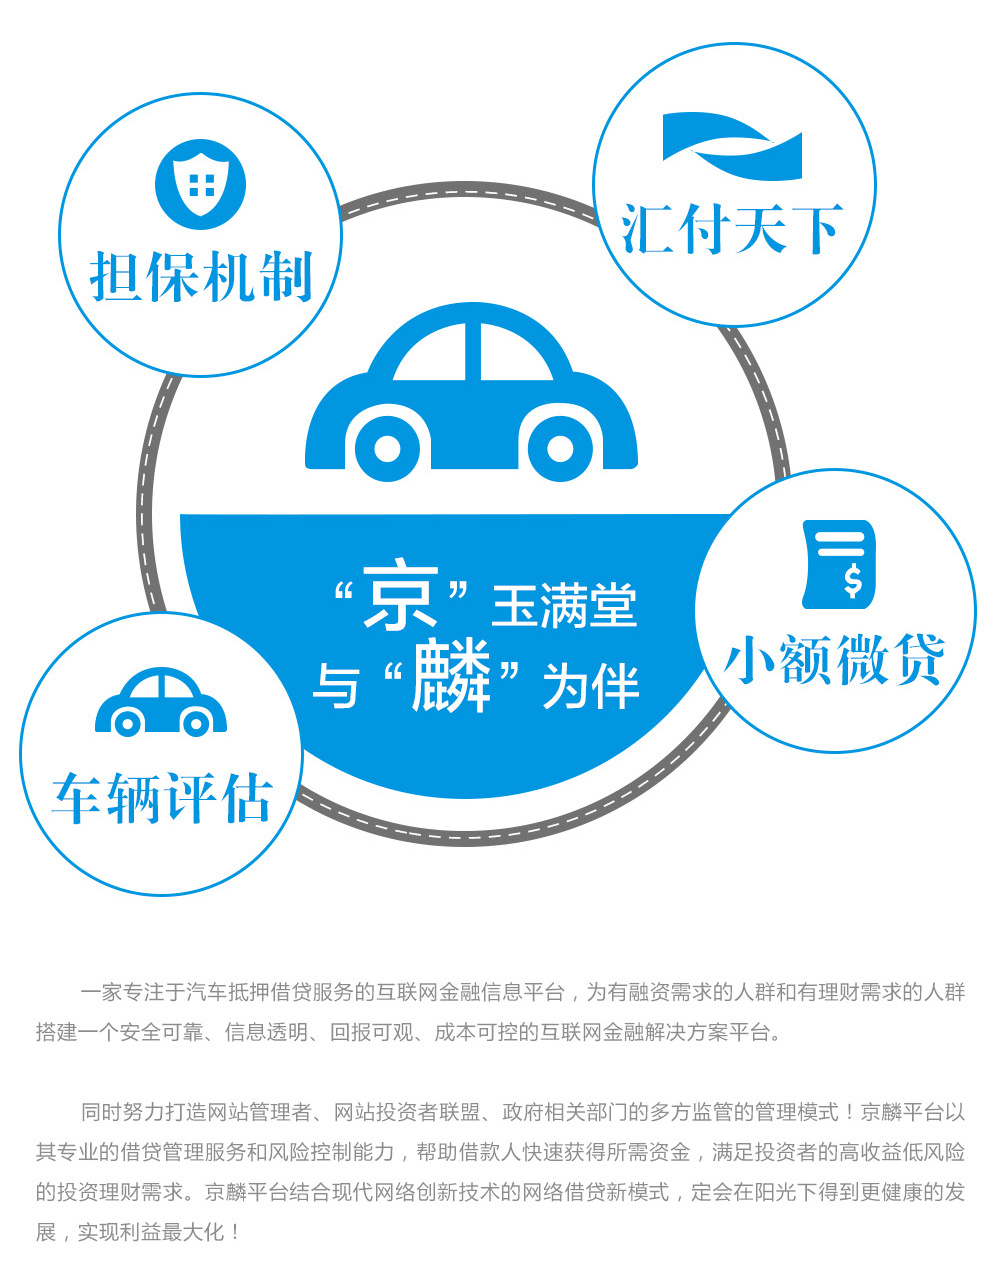 担保机制
汇付天下
“京”玉满堂
与“麟”为伴
小额微贷
车辆评估
一家专注于汽车抵押借贷服务的互联网金融信息平台，为有融资需求的人群和有理财需求的人群
搭建一个安全可靠、信息透明、回报可观、成本可控的互联网金融解决方案平台。
同时努力打造网站管理者、网站投资者联盟、政府相关部门的多方监管的管理模式！京麟平台以
其专业的借贷管理服务和风险控制能力，帮助借款人快速获得所需资金，满足投资者的高收益低风险
的投资理财需求。京麟平台结合现代网络创新技术的网络借贷新模式，定会在阳光下得到更健康的发
展，实现利益最大化！